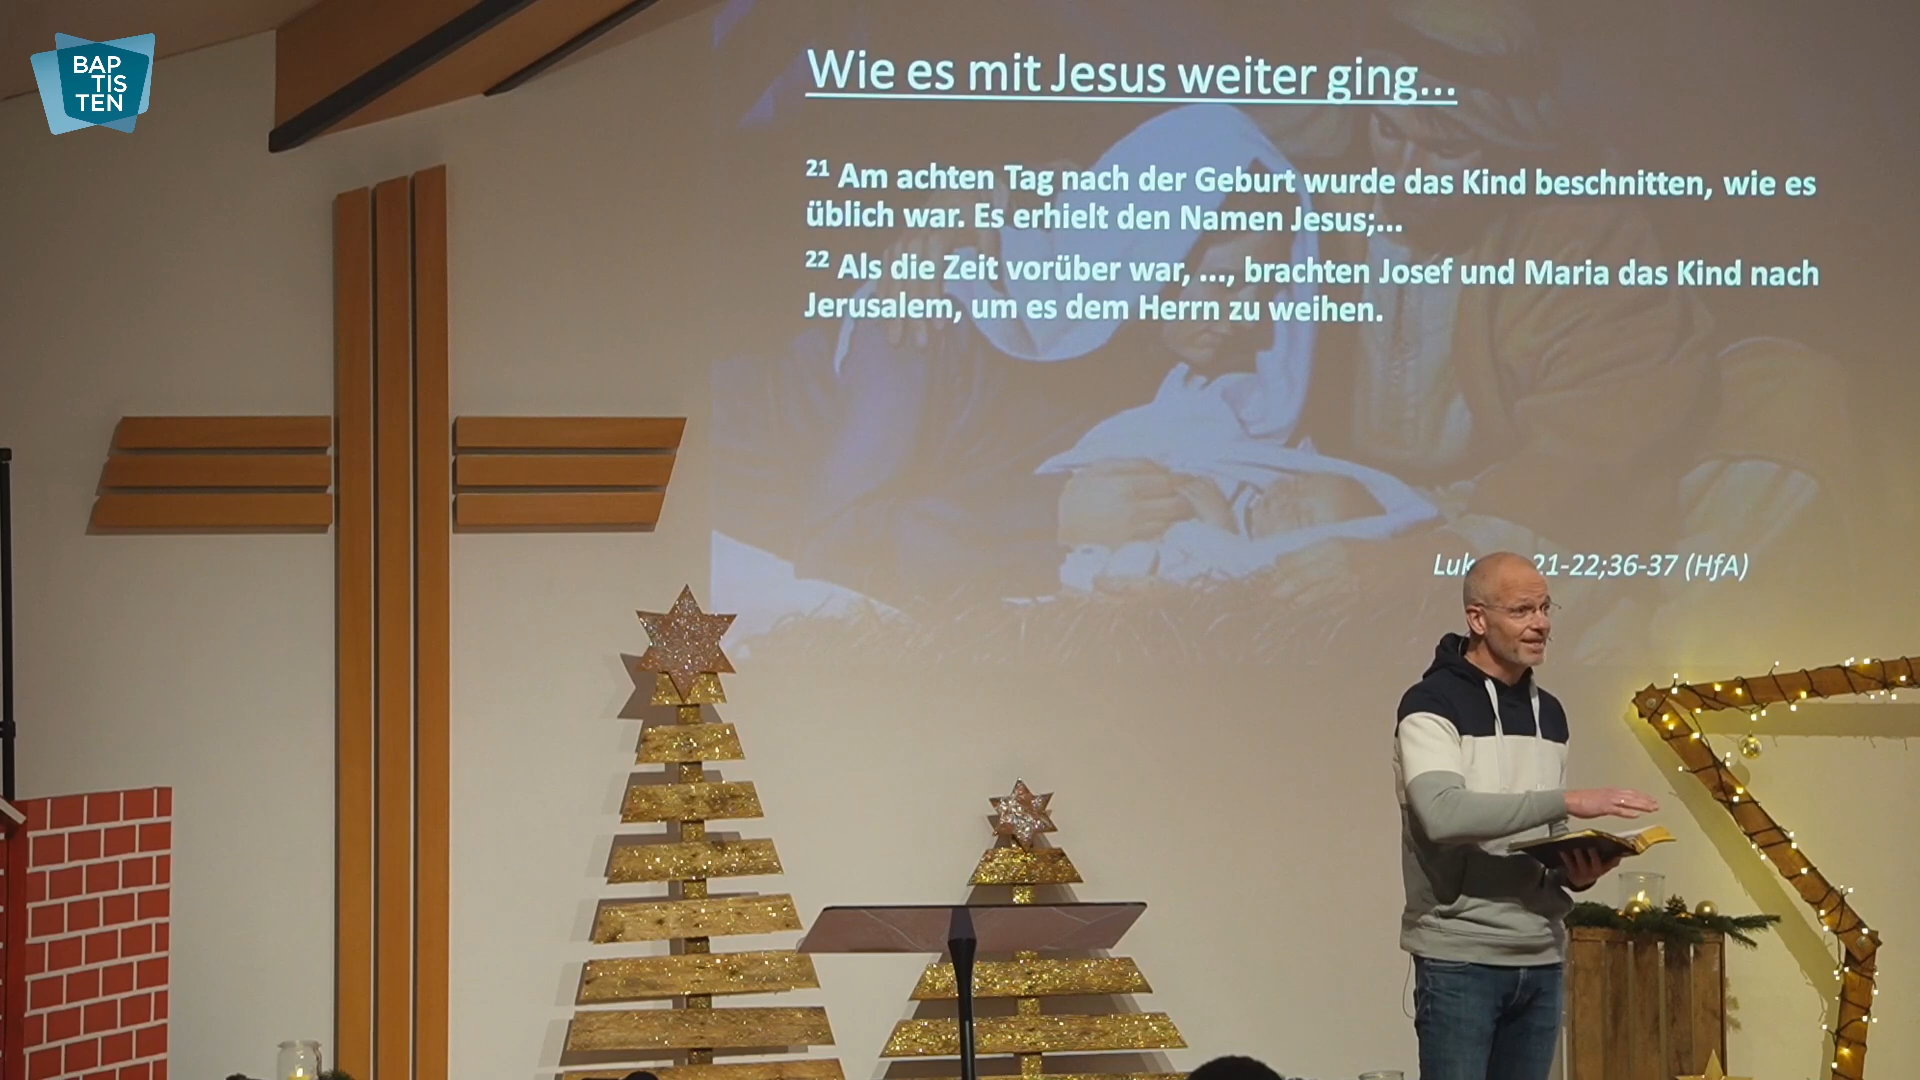 BAP
TIS
TEN
Wie es mit Jesus weiter ging...
21 Am achten Tag nach der Geburt wurde das Kind beschnitten, wie es
üblich war. Es erhielt den Namen Jesus;...
22 Als die Zeit vorüber war, ..., brachten Josef und Maria das Kind nach
Jerusalem, um es dem Herrn zu weihen.
21-22;36-37 (HfA)